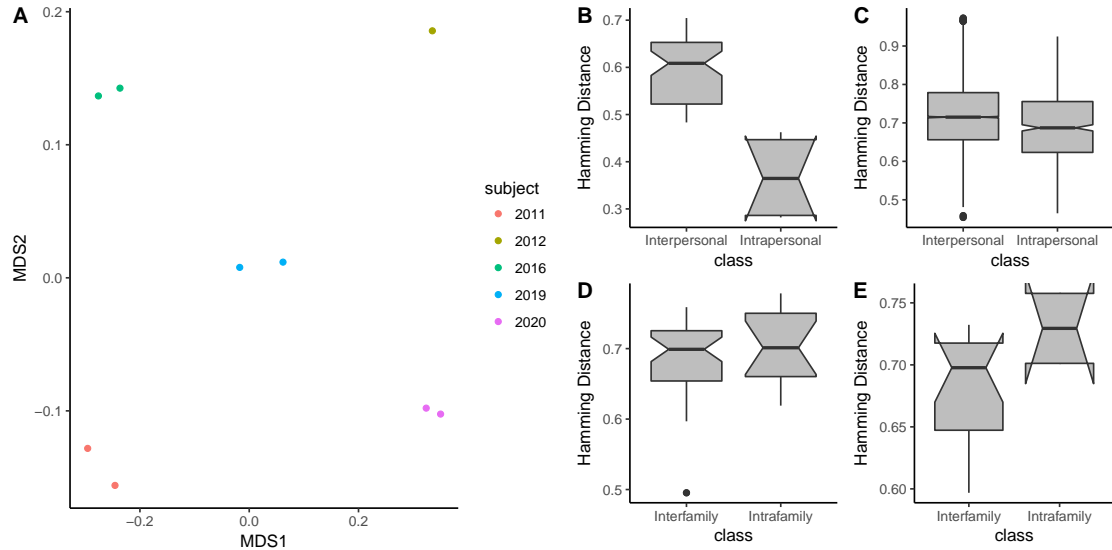 A
0.2
0.1
0.0
−0.1
−0.2
0.0
0.2
MDS1
MDS2
subject
2011
2012
2016
2019
2020
B
0.7
0.6
0.5
0.4
0.3
Hamming Distance
Interpersonal
Intrapersonal
class
C
0.9
0.8
0.7
0.6
0.5
Hamming Distance
Interpersonal
Intrapersonal
class
D
0.7
0.6
0.5
Hamming Distance
Interfamily
Intrafamily
class
E
0.75
0.70
0.65
0.60
Hamming Distance
Interfamily
Intrafamily
class